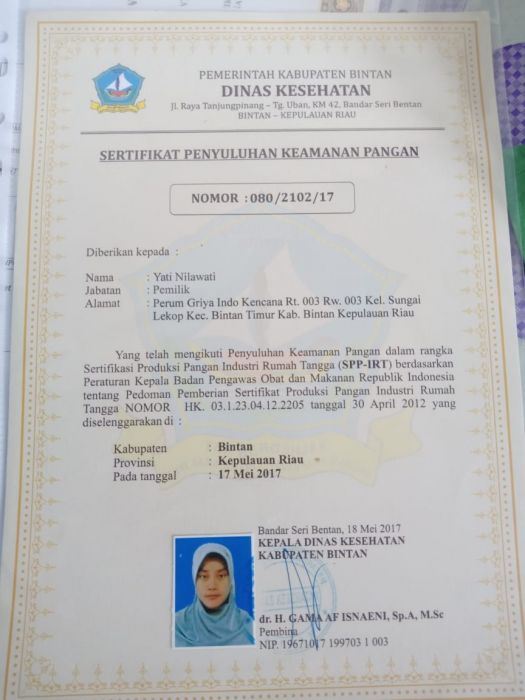 PEMERINTAH KABUPATEN BINTAN
DINAS KESEHATAN
Jl. Raya Tanjungpinang – Tg. Uban, KM 42, Bandar Seri Bentan
BINTAN – KEPULAUAN RIAU
SERTIFIKAT PENYULUHAN KEAMANAN PANGAN
NOMOR : 080/2102/17
Diberikan kepada :
Nama : Yati Nilawati
Jabatan : Pemilik
Alamat : Perum Griya Indo Kencana Rt. 003 Rw. 003 Kel. Sungai
Lekop Kec. Bintan Timur Kab. Bintan Kepulauan Riau
Yang telah mengikuti Penyuluhan Keamanan Pangan dalam rangka
Sertifikasi Produksi Pangan Industri Rumah Tangga (SPP-IRT) berdasarkan
Peraturan Kepala Badan Pengawas Obat dan Makanan Republik Indonesia
tentang Pedoman Pemberian Sertifikat Produksi Pangan Industri Rumah
Tangga NOMOR HK. 03.1.23.04.12.2205 tanggal 30 April 2012 yang
diselenggarakan di :
Kabupaten : Bintan
Provinsi : Kepulauan Riau
Pada tanggal : 17 Mei 2017
Bandar Seri Bentan, 18 Mei 2017
KEPALA DINAS KESEHATAN
KABUPATEN BINTAN
dr. H. GAMA AF ISNAENI, Sp.A, M.Sc
Pembina
NIP. 19671017 199703 1 003